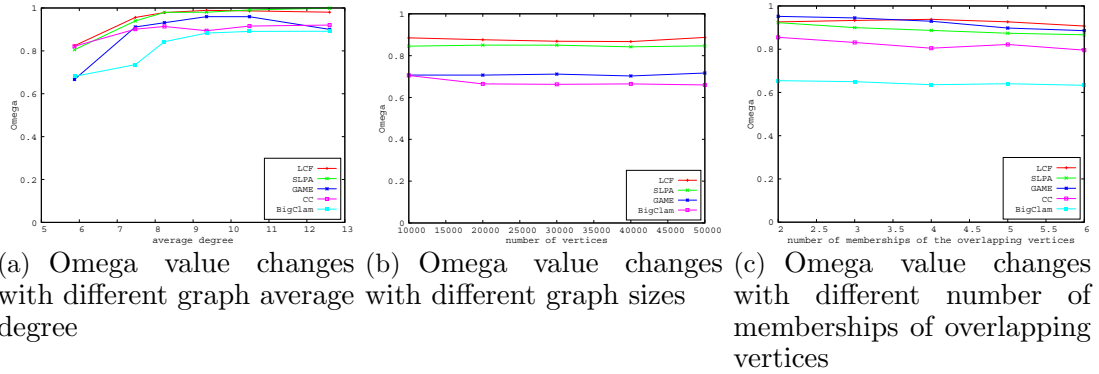 1
0.8
0.6
0.4
0.2
0
Omega
5 6 7 8 9 10 11 12 13
average degree
LCF
SLPA
GAME
CC
BigClam
1
0.8
0.6
0.4
0.2
0
Omega
10000 15000 20000 25000 30000 35000 40000 45000 50000
number of vertices
LCF
SLPA
GAME
BigClam
1
0.8
0.6
0.4
0.2
0
Omega
2 2.5 3 3.5 4 4.5 5 5.5 6
number of memberships of the overlapping vertices
LCF
SLPA
GAME
CC
BigClam
(a) Omega value changes
with different graph average
degree
(b) Omega value changes
with different graph sizes
(c) Omega value changes
with different number of
memberships of overlapping
vertices